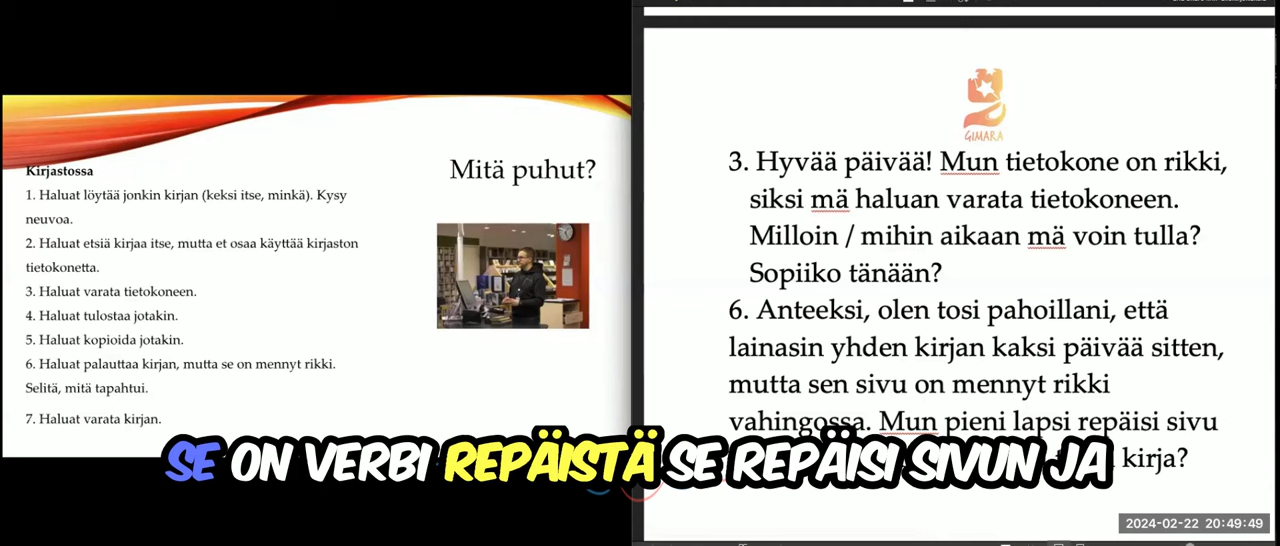 Kirjastossa
Mitä puhut?
1. Haluat löytää jonkin kirjan (keksi itse, minkä). Kysy
neuvoa.
2. Haluat etsiä kirjaa itse, mutta et osaa käyttää kirjaston
tietokonetta.
3. Haluat varata tietokoneen.
4. Haluat tulostaa jotakin.
5. Haluat kopioida jotakin.
6. Haluat palauttaa kirjan, mutta se on mennyt rikki.
Selitä, mitä tapahtui.
7. Haluat varata kirjan.
GIMARA
3. Hyvää päivää! Mun tietokone on rikki,
siksi mä haluan varata tietokoneen.
Milloin / mihin aikaan mä voin tulla?
Sopiiko tänään?
6. Anteeksi, olen tosi pahoillani, että
lainasin yhden kirjan kaksi päivää sitten,
mutta sen sivu on mennyt rikki
vahingossa. Mun pieni lapsi repäisi sivu
kirja?
SE ON VERBI REPÄISTÄ SE REPÄISI SIVUN JA
2024-02-22 20:49:49